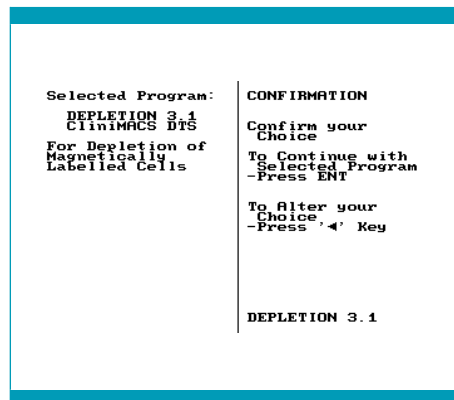 Selected Program:
DEPLETION 3.1
CliniMACS DTS
For Depletion of
Magnetically
Labelled Cells
CONFIRMATION
Confirm your
Choice
To Continue with
Selected Program
-Press ENT
To Alter your
Choice
-Press '◄' Key
DEPLETION 3.1